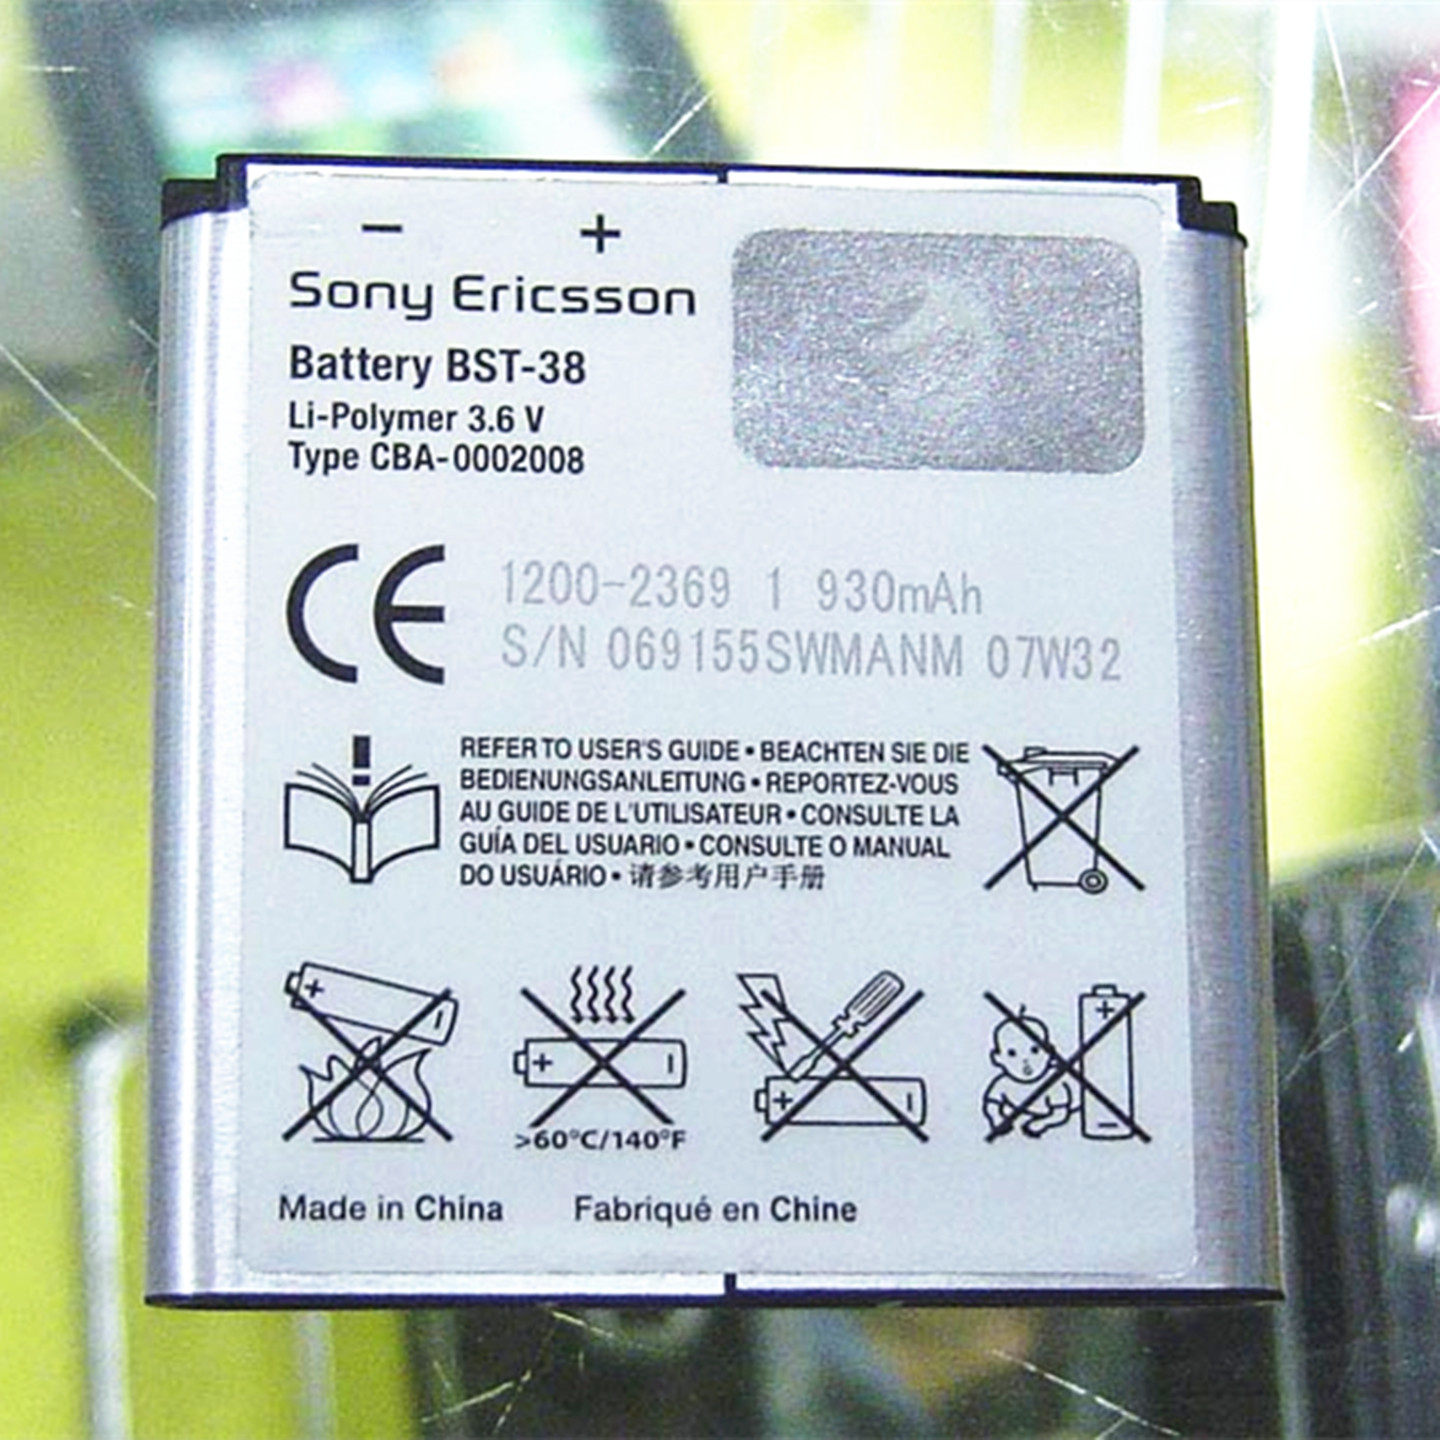 − +
Sony Ericsson
Battery BST-38
Li-Polymer 3.6 V
Type CBA-0002008
CE 1200-2369 1 930mAh
S/N 069155SWMANM 07W32
REFER TO USER'S GUIDE • BEACHTEN SIE DIE
BEDIENUNGSANLEITUNG • REPORTEZ-VOUS
AU GUIDE DE L'UTILISATEUR • CONSULTE LA
GUÍA DEL USUARIO • CONSULTE O MANUAL
DO USUÁRIO • 请参考用户手册
>60°C/140°F
Made in China Fabriqué en Chine